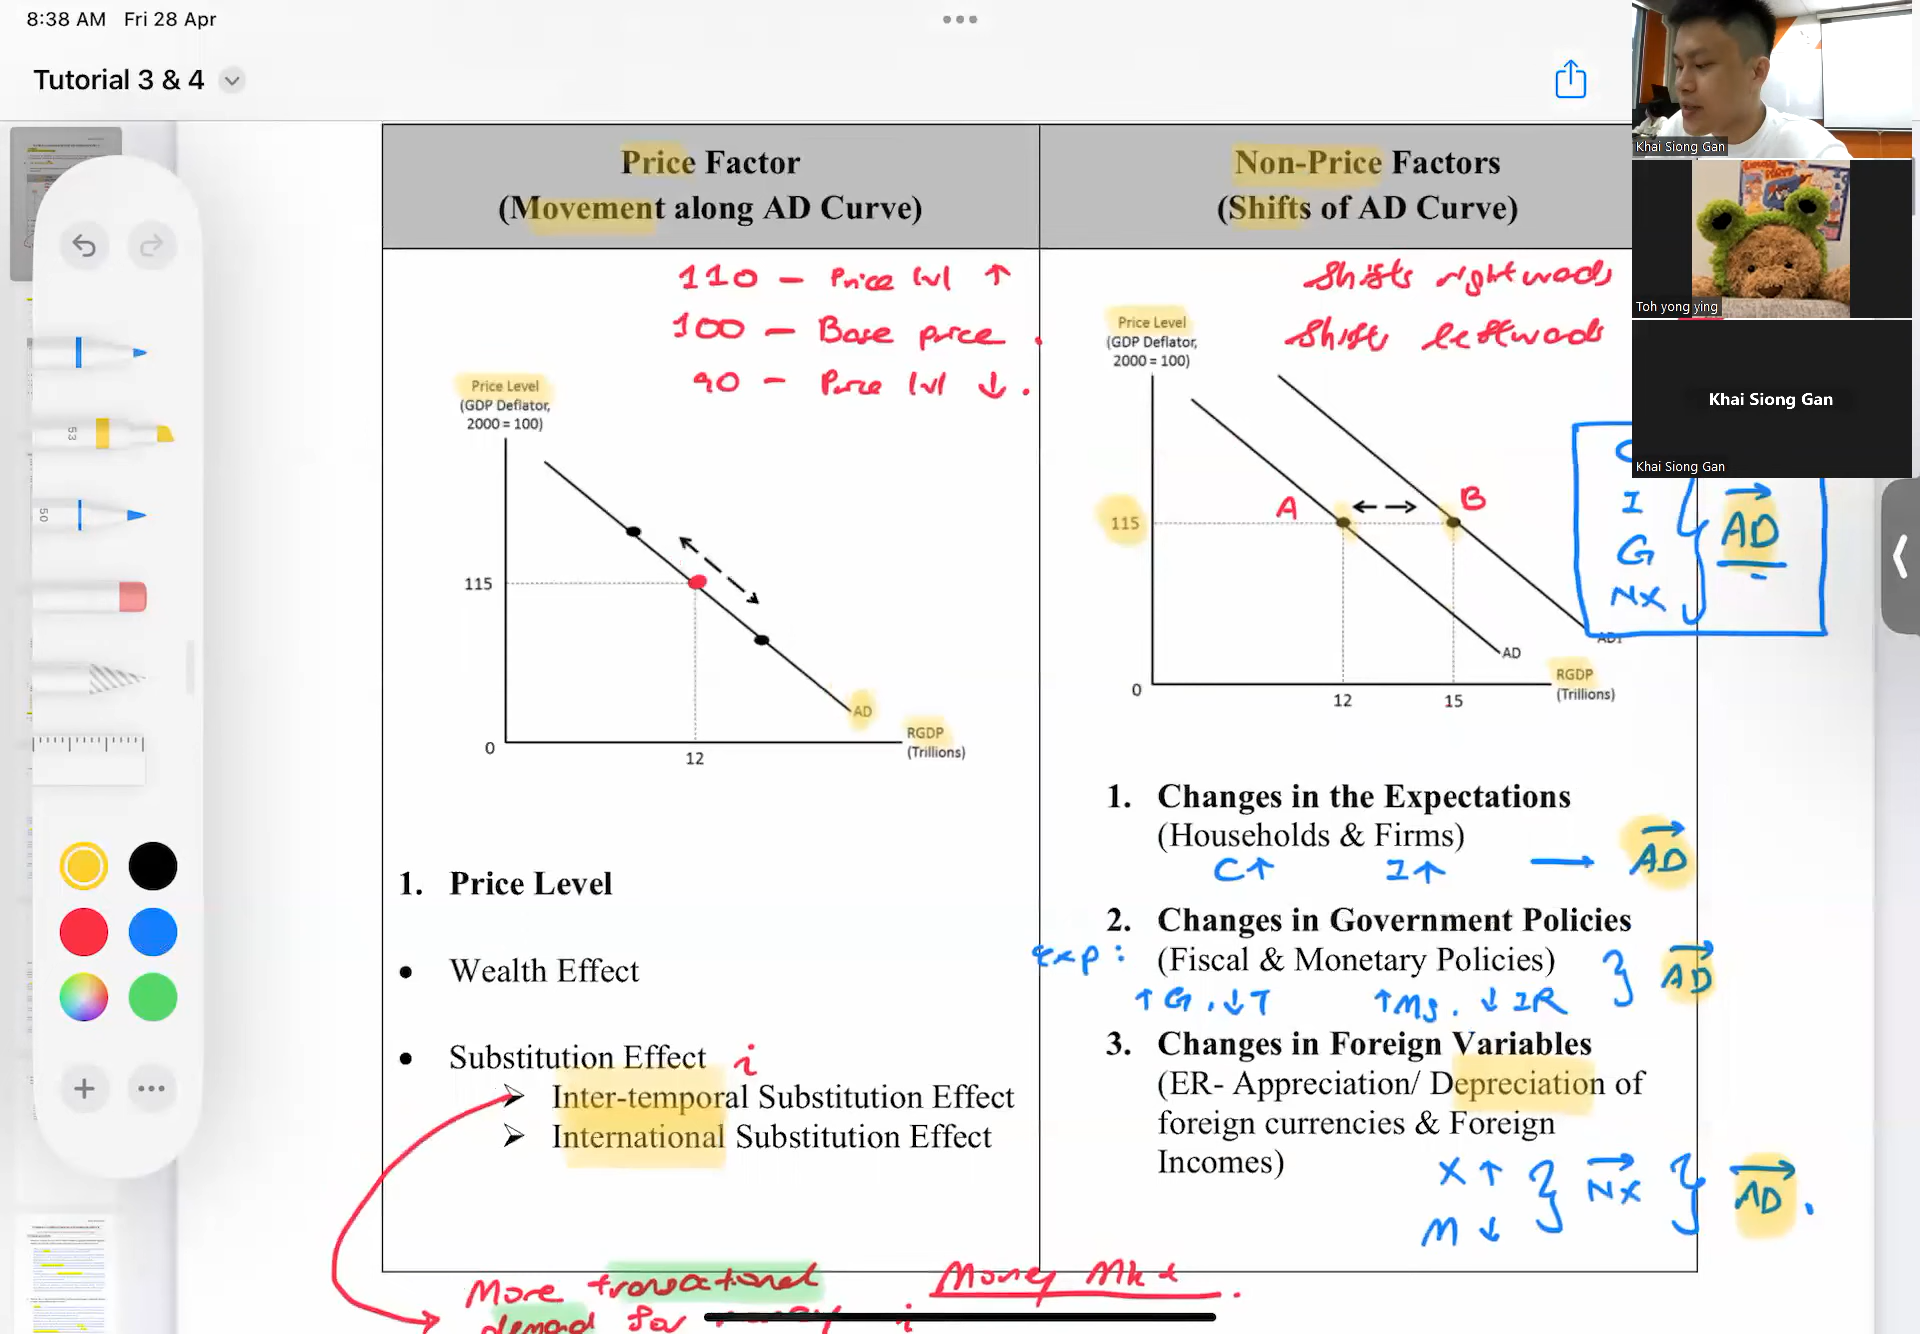 8:38 AM Fri 28 Apr
Tutorial 3 & 4
Khai Siong Gan
Toh yong ying
Khai Siong Gan
Khai Siong Gan
53
50
Price Factor
(Movement along AD Curve)
110 - Price lvl ↑
100 - Base price .
90 - Price lvl ↓ .
Price Level
(GDP Deflator,
2000 = 100)
115
0
12
AD
RGDP
(Trillions)
1. Price Level
• Wealth Effect
• Substitution Effect i
➢ Inter-temporal Substitution Effect
➢ International Substitution Effect
More transactional
demand for
Money Mkt .
Non-Price Factors
(Shifts of AD Curve)
Shifts rightwards
Shifts leftwards
Price Level
(GDP Deflator,
2000 = 100)
115
A
B
0
12
15
AD
AD1
RGDP
(Trillions)
I
G
NX
AD
1. Changes in the Expectations
(Households & Firms)
C↑ I↑ → AD
2. Changes in Government Policies
Exp : (Fiscal & Monetary Policies) } AD
↑G , ↓T ↑Ms . ↓ IR
3. Changes in Foreign Variables
(ER- Appreciation/ Depreciation of
foreign currencies & Foreign
Incomes)
X ↑ } NX } AD .
M ↓